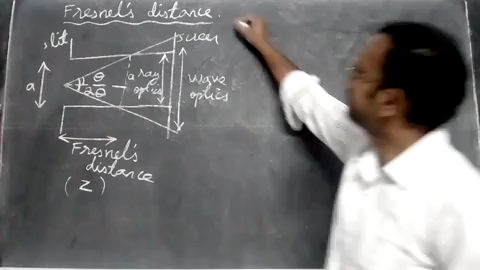 Fresnel's distance.
slit
screen
θ
2θ
a
a ray
optics
wave
optics
Fresnel's
distance
(Z)